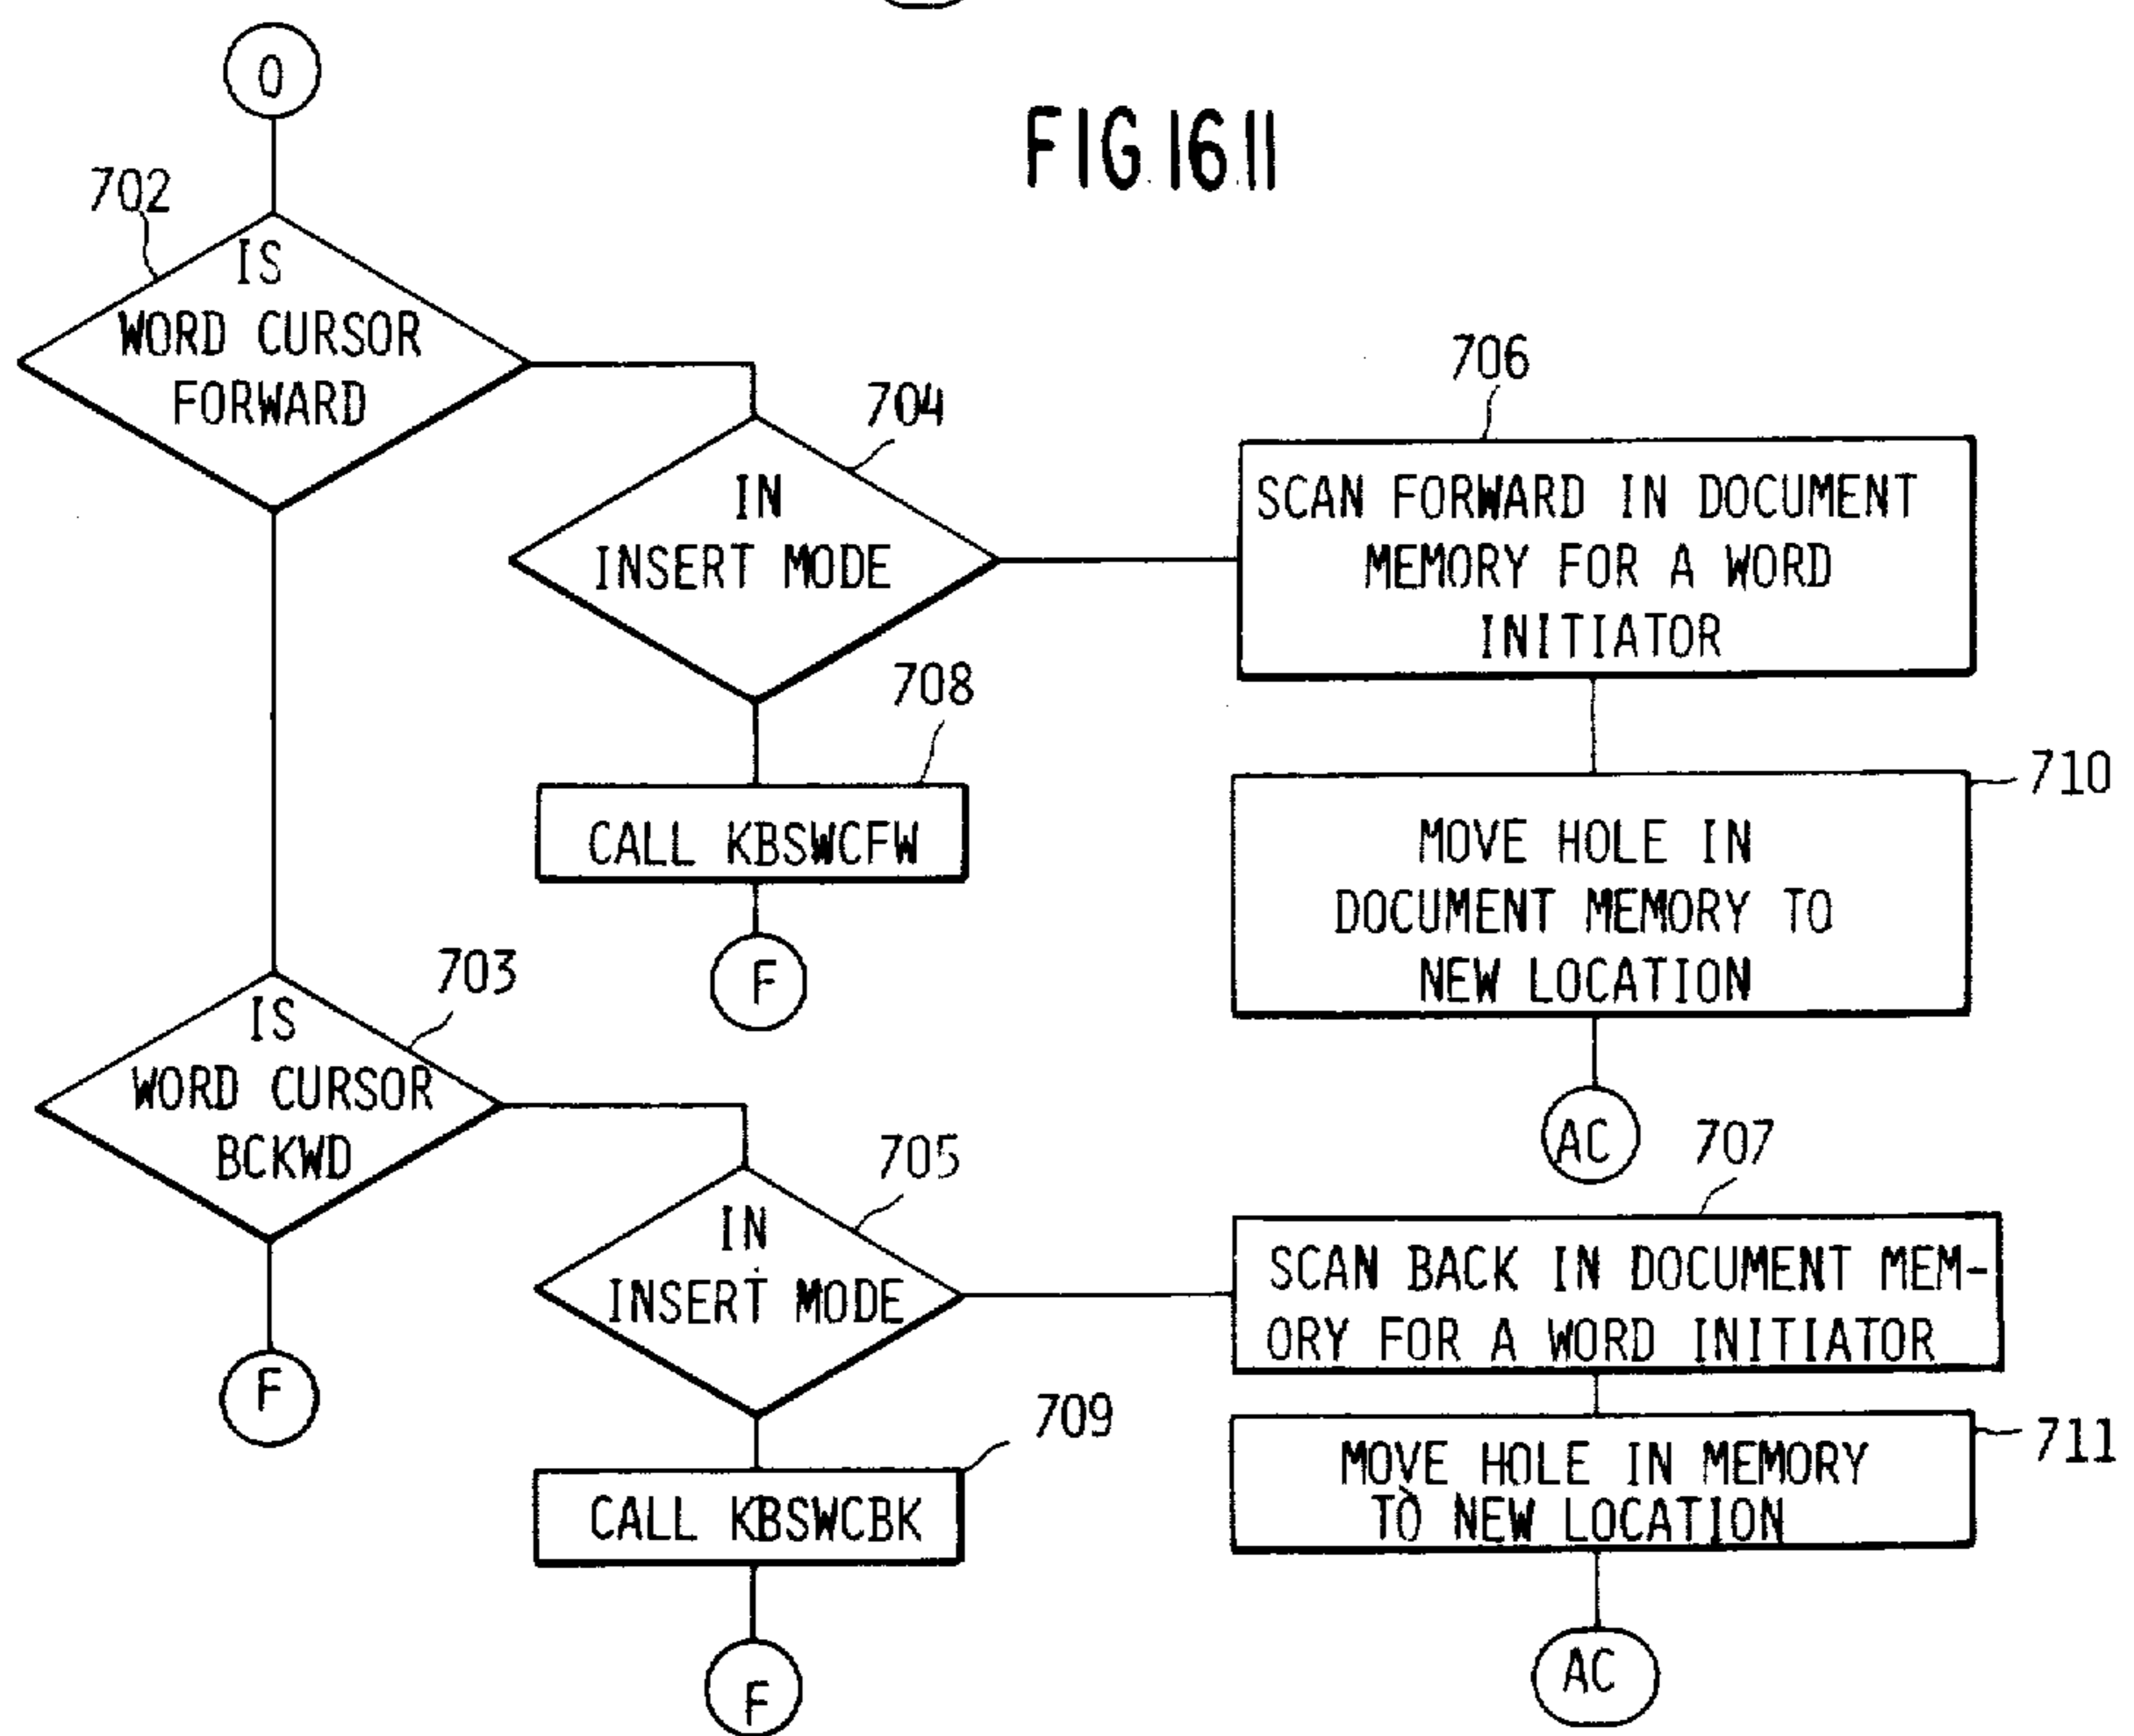 O
FIG.16.11
702
IS
WORD CURSOR
FORWARD
704
IN
INSERT MODE
706
SCAN FORWARD IN DOCUMENT
MEMORY FOR A WORD
INITIATOR
708
CALL KBSWCFW
F
710
MOVE HOLE IN
DOCUMENT MEMORY TO
NEW LOCATION
AC
703
IS
WORD CURSOR
BCKWD
F
705
IN
INSERT MODE
707
SCAN BACK IN DOCUMENT MEM-
ORY FOR A WORD INITIATOR
709
CALL KBSWCBK
F
711
MOVE HOLE IN MEMORY
TO NEW LOCATION
AC